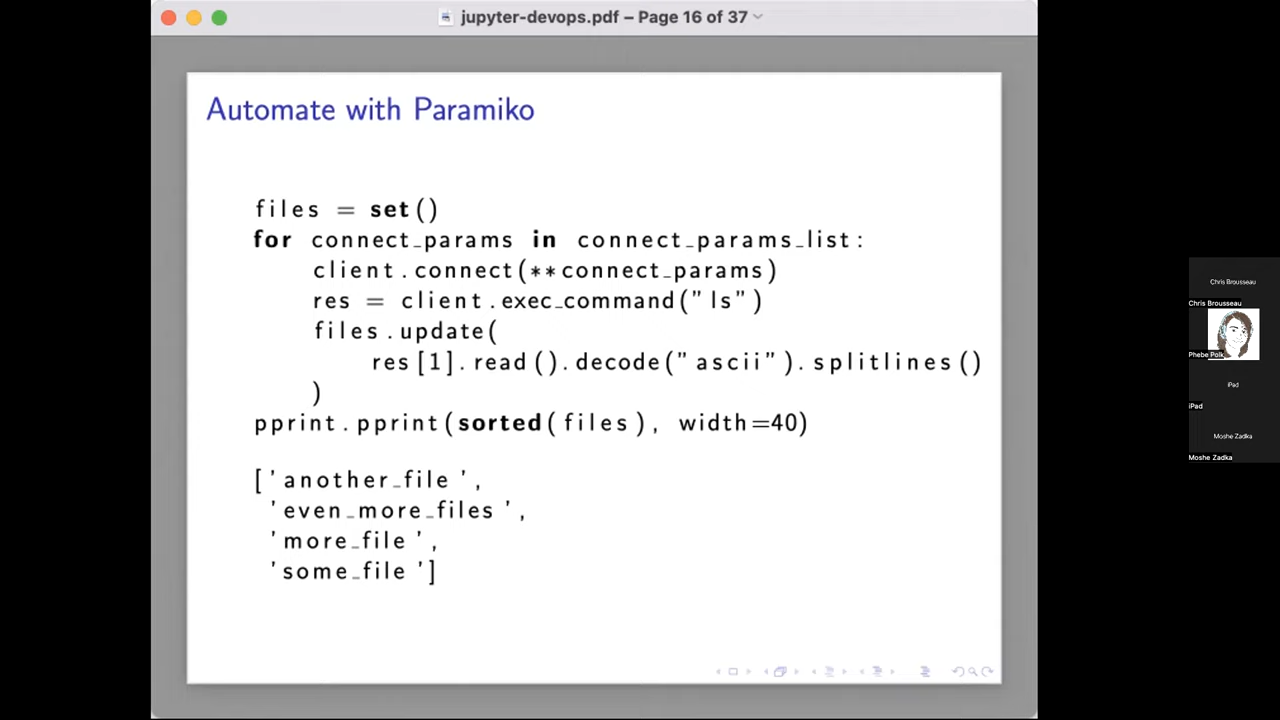 jupyter-devops.pdf – Page 16 of 37
Automate with Paramiko
files = set()
for connect_params in connect_params_list:
client.connect(**connect_params)
res = client.exec_command("ls")
files.update(
res[1].read().decode("ascii").splitlines()
)
pprint.pprint(sorted(files), width=40)
['another_file',
'even_more_files',
'more_file',
'some_file']
Chris Brousseau
Chris Brousseau
Phebe Polk
iPad
iPad
Moshe Zadka
Moshe Zadka